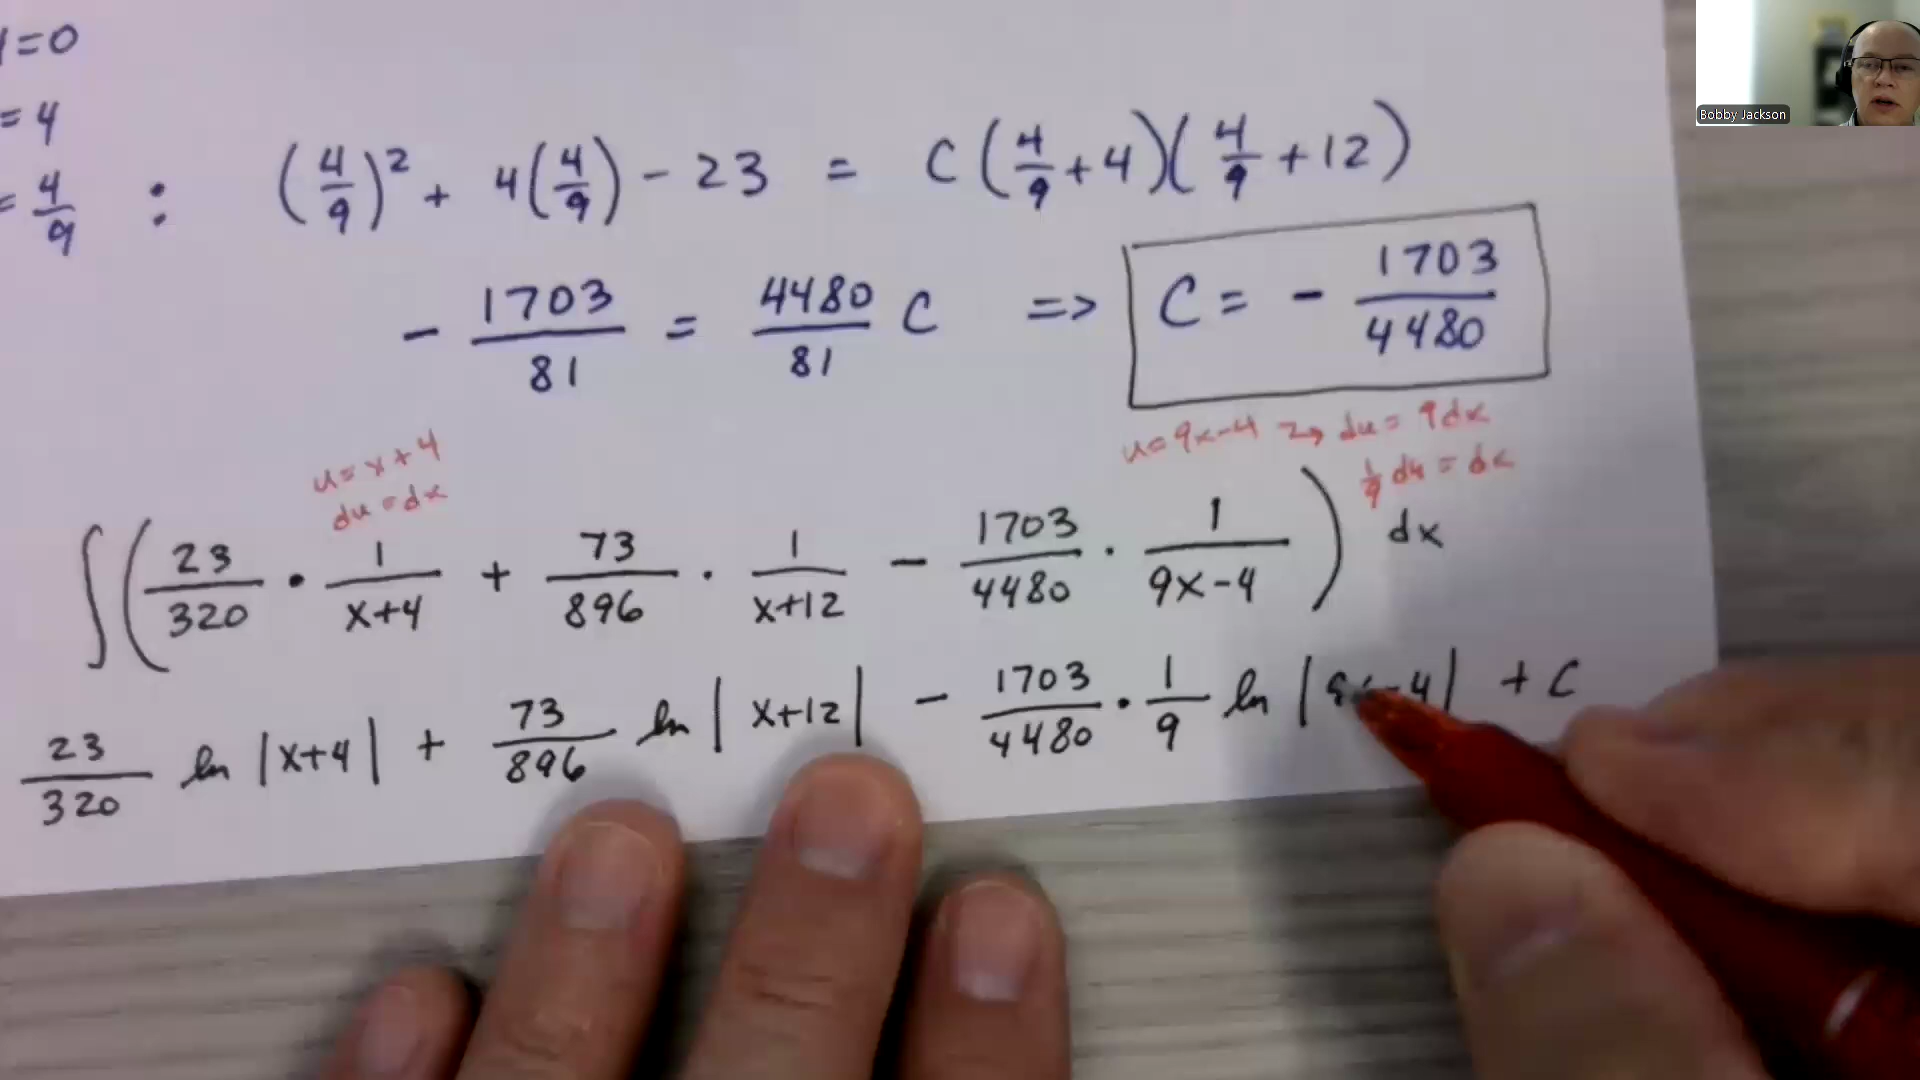 Bobby Jackson
=0
= 4
= 4/9 : (4/9)² + 4(4/9) - 23 = C(4/9 + 4)(4/9 + 12)
- 1703/81 = 4480/81 C => C = - 1703/4480
u = 9x-4 → du = 9dx
1/9 du = dx
u = x+4
du = dx
∫(23/320 • 1/x+4 + 73/896 · 1/x+12 - 1703/4480 · 1/9x-4) dx
23/320 ln|x+4| + 73/896 ln|x+12| - 1703/4480 • 1/9 ln|9x-4| + C